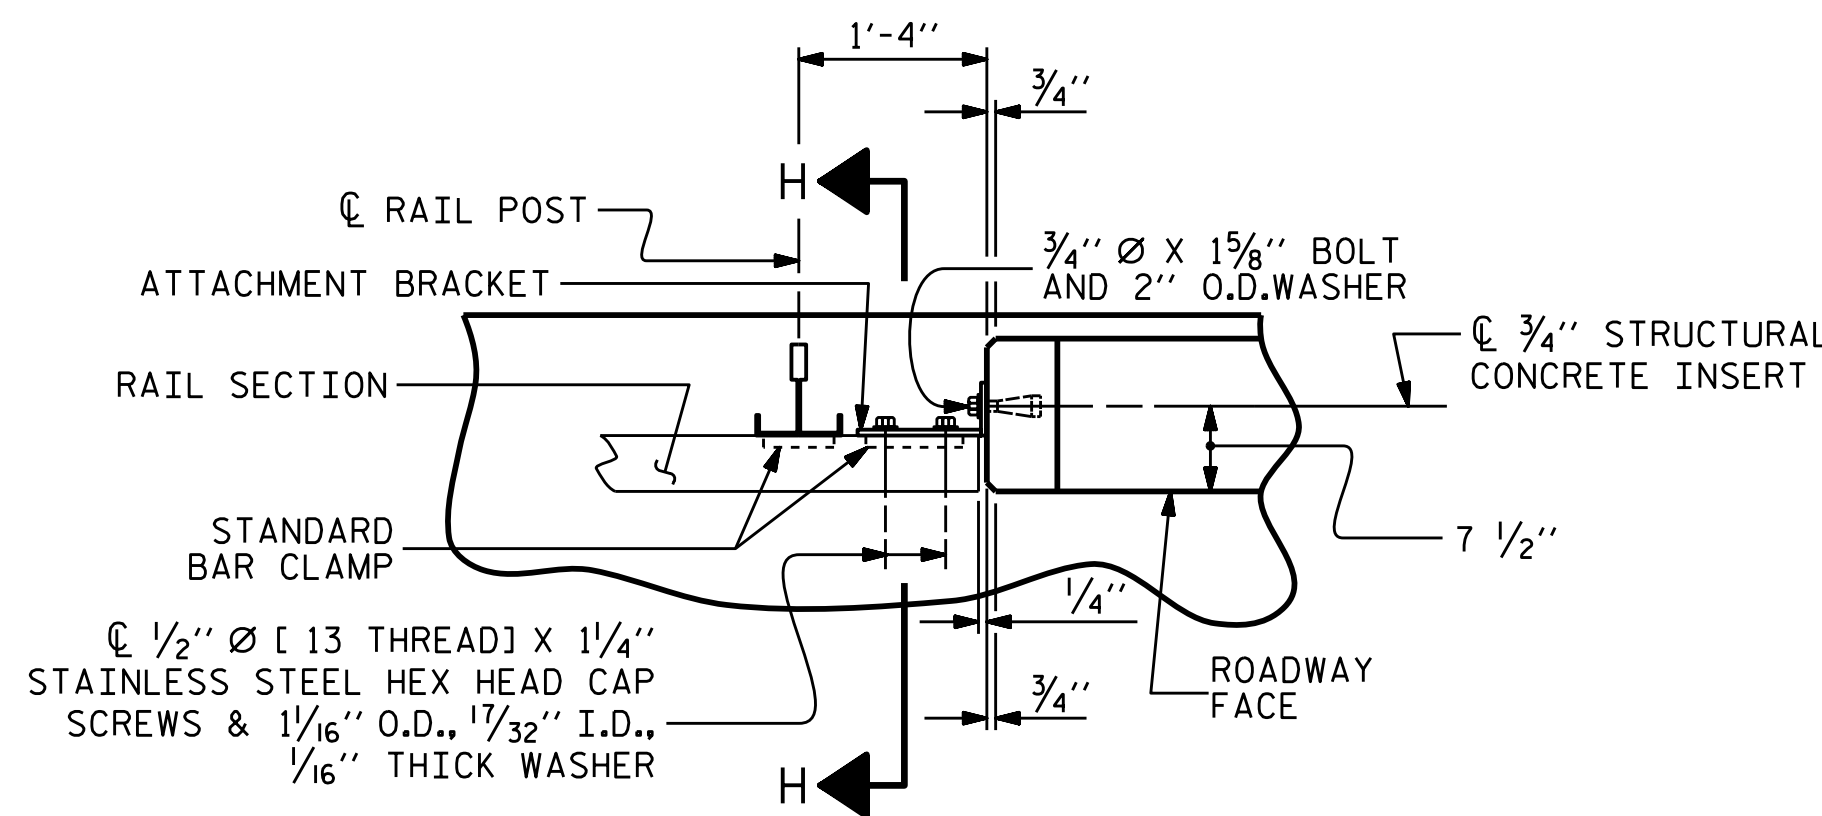 1'-4"
3/4"
H
℄ RAIL POST
3/4" Ø X 1 5/8" BOLT
AND 2" O.D. WASHER
ATTACHMENT BRACKET
℄ 3/4" STRUCTURAL
CONCRETE INSERT
RAIL SECTION
STANDARD
BAR CLAMP
7 1/2"
1/4"
℄ 1/2" Ø [ 13 THREAD] X 1 1/4"
STAINLESS STEEL HEX HEAD CAP
SCREWS & 1 1/16" O.D., 17/32" I.D.,
1/16" THICK WASHER
ROADWAY
FACE
3/4"
H